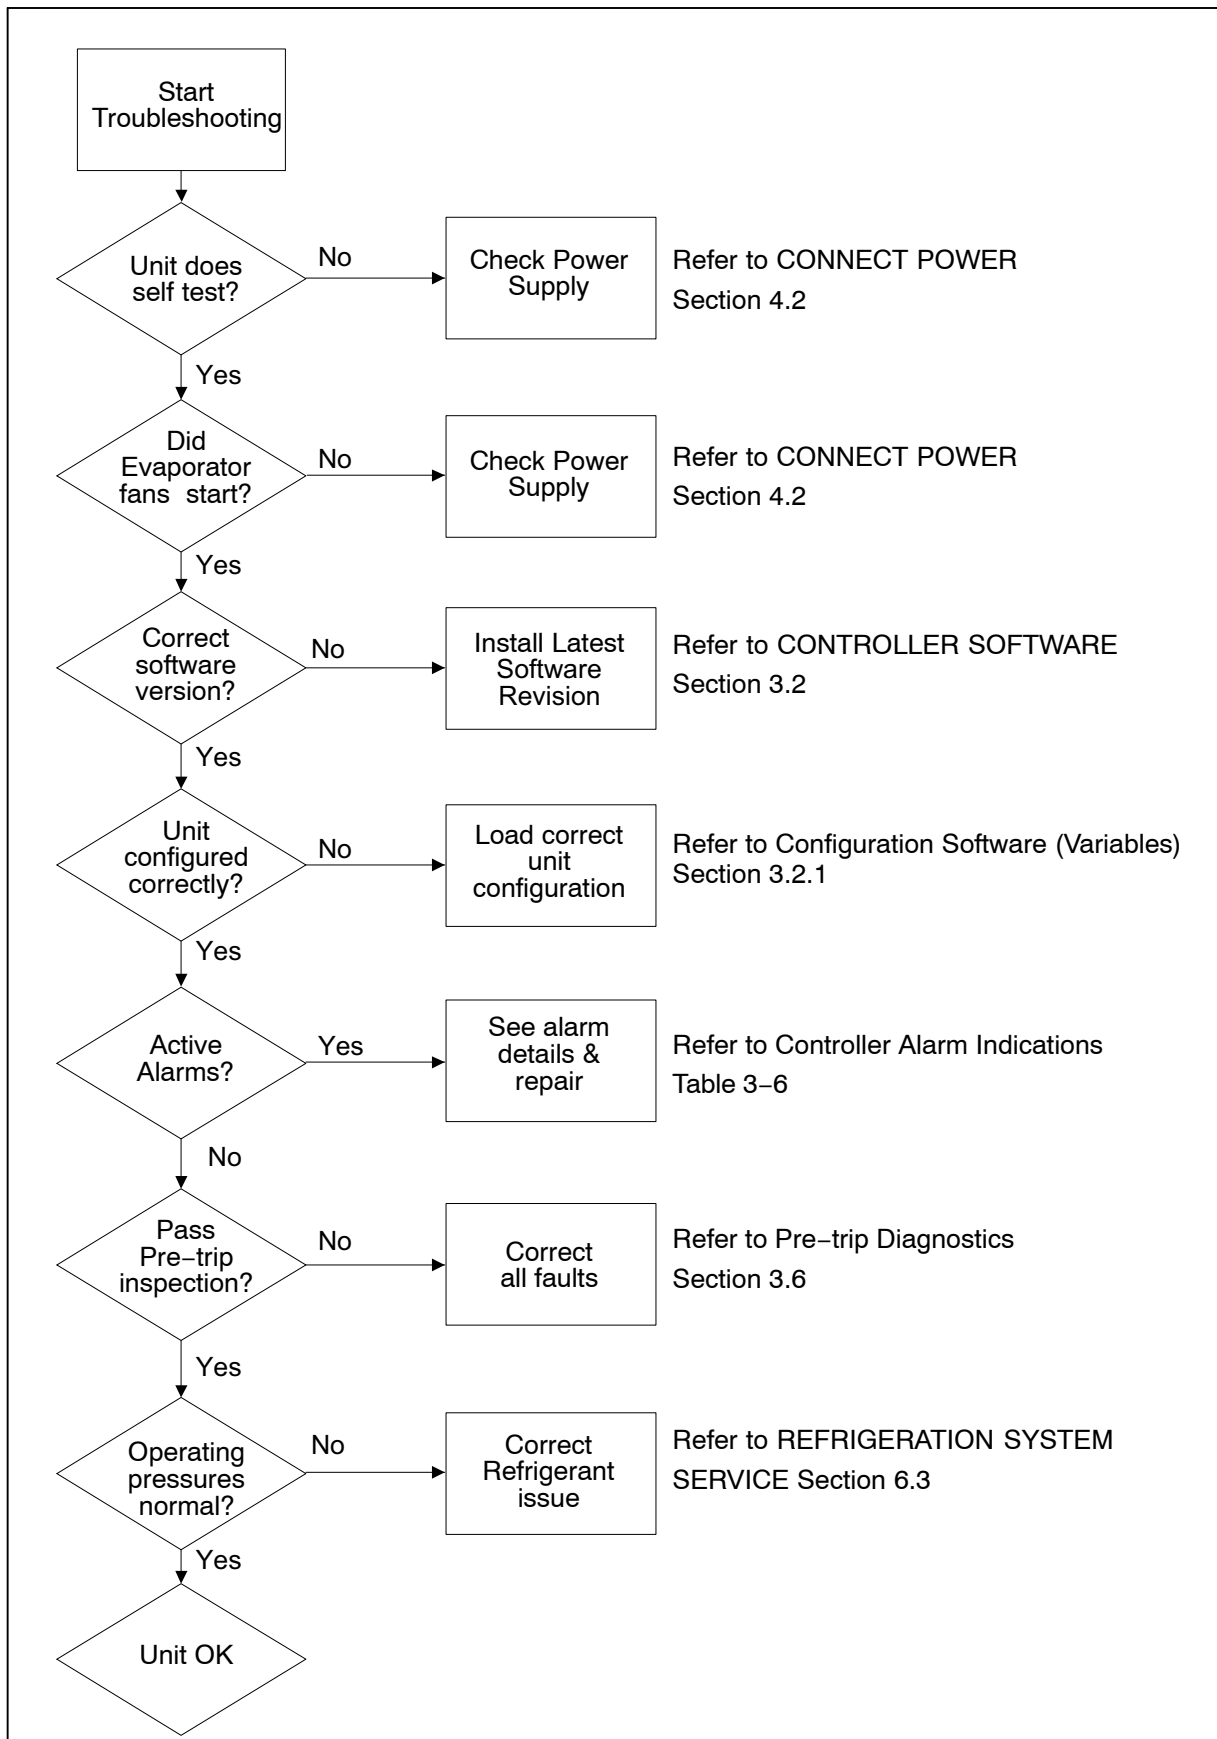 Start
Troubleshooting
Unit does
self test?
No
Check Power
Supply
Refer to CONNECT POWER
Section 4.2
Yes
Did
Evaporator
fans start?
No
Check Power
Supply
Refer to CONNECT POWER
Section 4.2
Yes
Correct
software
version?
No
Install Latest
Software
Revision
Refer to CONTROLLER SOFTWARE
Section 3.2
Yes
Unit
configured
correctly?
No
Load correct
unit
configuration
Refer to Configuration Software (Variables)
Section 3.2.1
Yes
Active
Alarms?
Yes
See alarm
details &
repair
Refer to Controller Alarm Indications
Table 3−6
No
Pass
Pre−trip
inspection?
No
Correct
all faults
Refer to Pre−trip Diagnostics
Section 3.6
Yes
Operating
pressures
normal?
No
Correct
Refrigerant
issue
Refer to REFRIGERATION SYSTEM
SERVICE Section 6.3
Yes
Unit OK